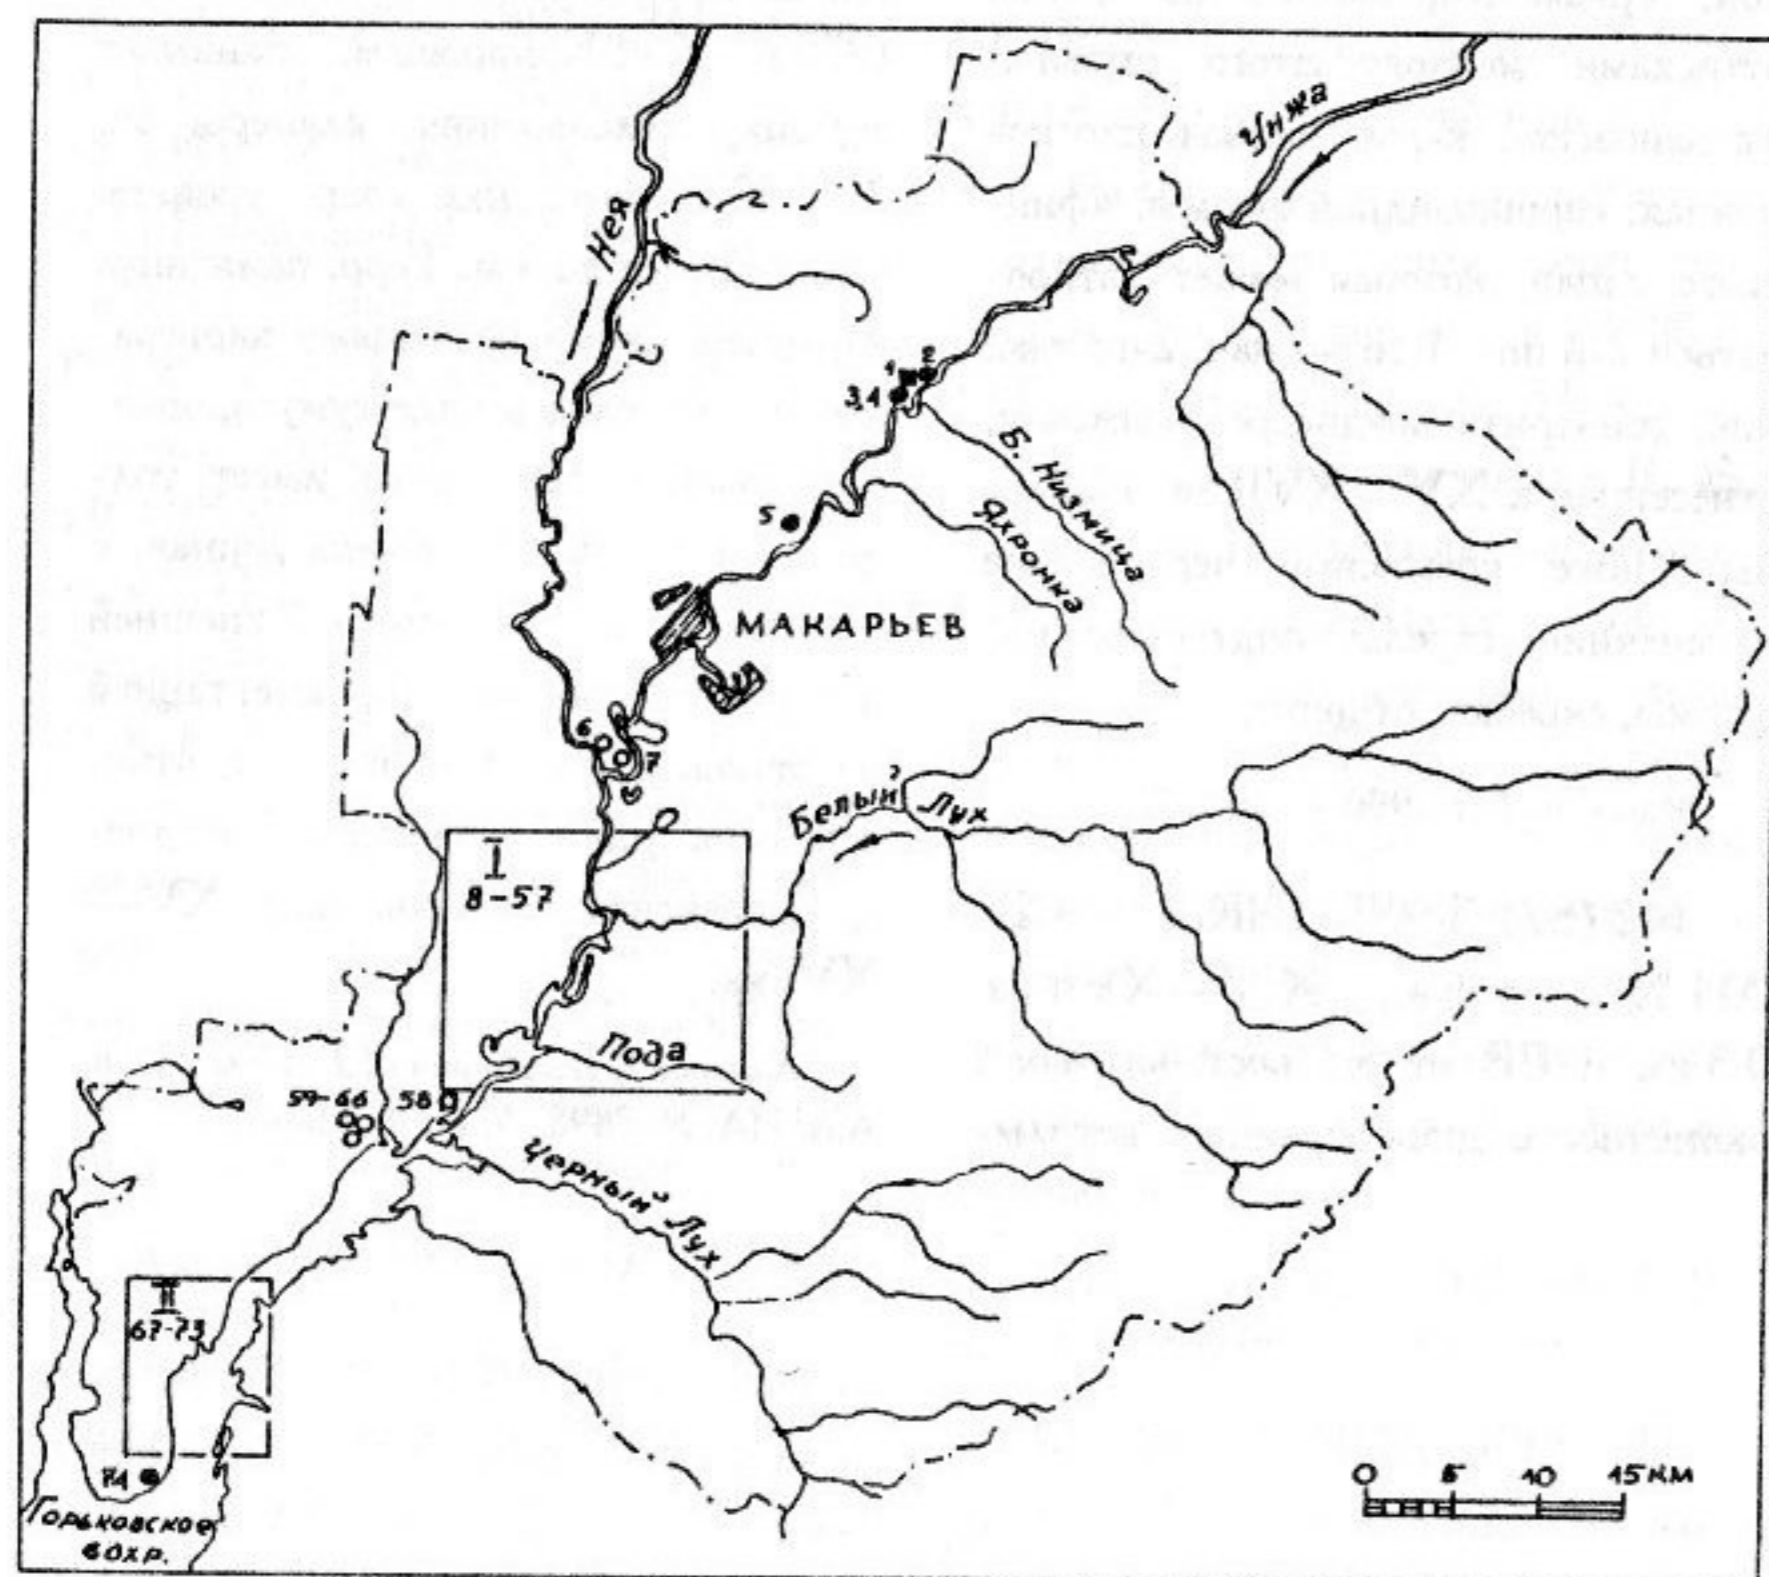 Унжа
Нея
1
2
3,4
Б. Низмица
Яхронка
5
МАКАРЬЕВ
6
7
Белый Лух
I
8-57
Пода
59-66
58
Черный Лух
II
67-73
74
0 5 10 15 КМ
Горьковское
вохр.